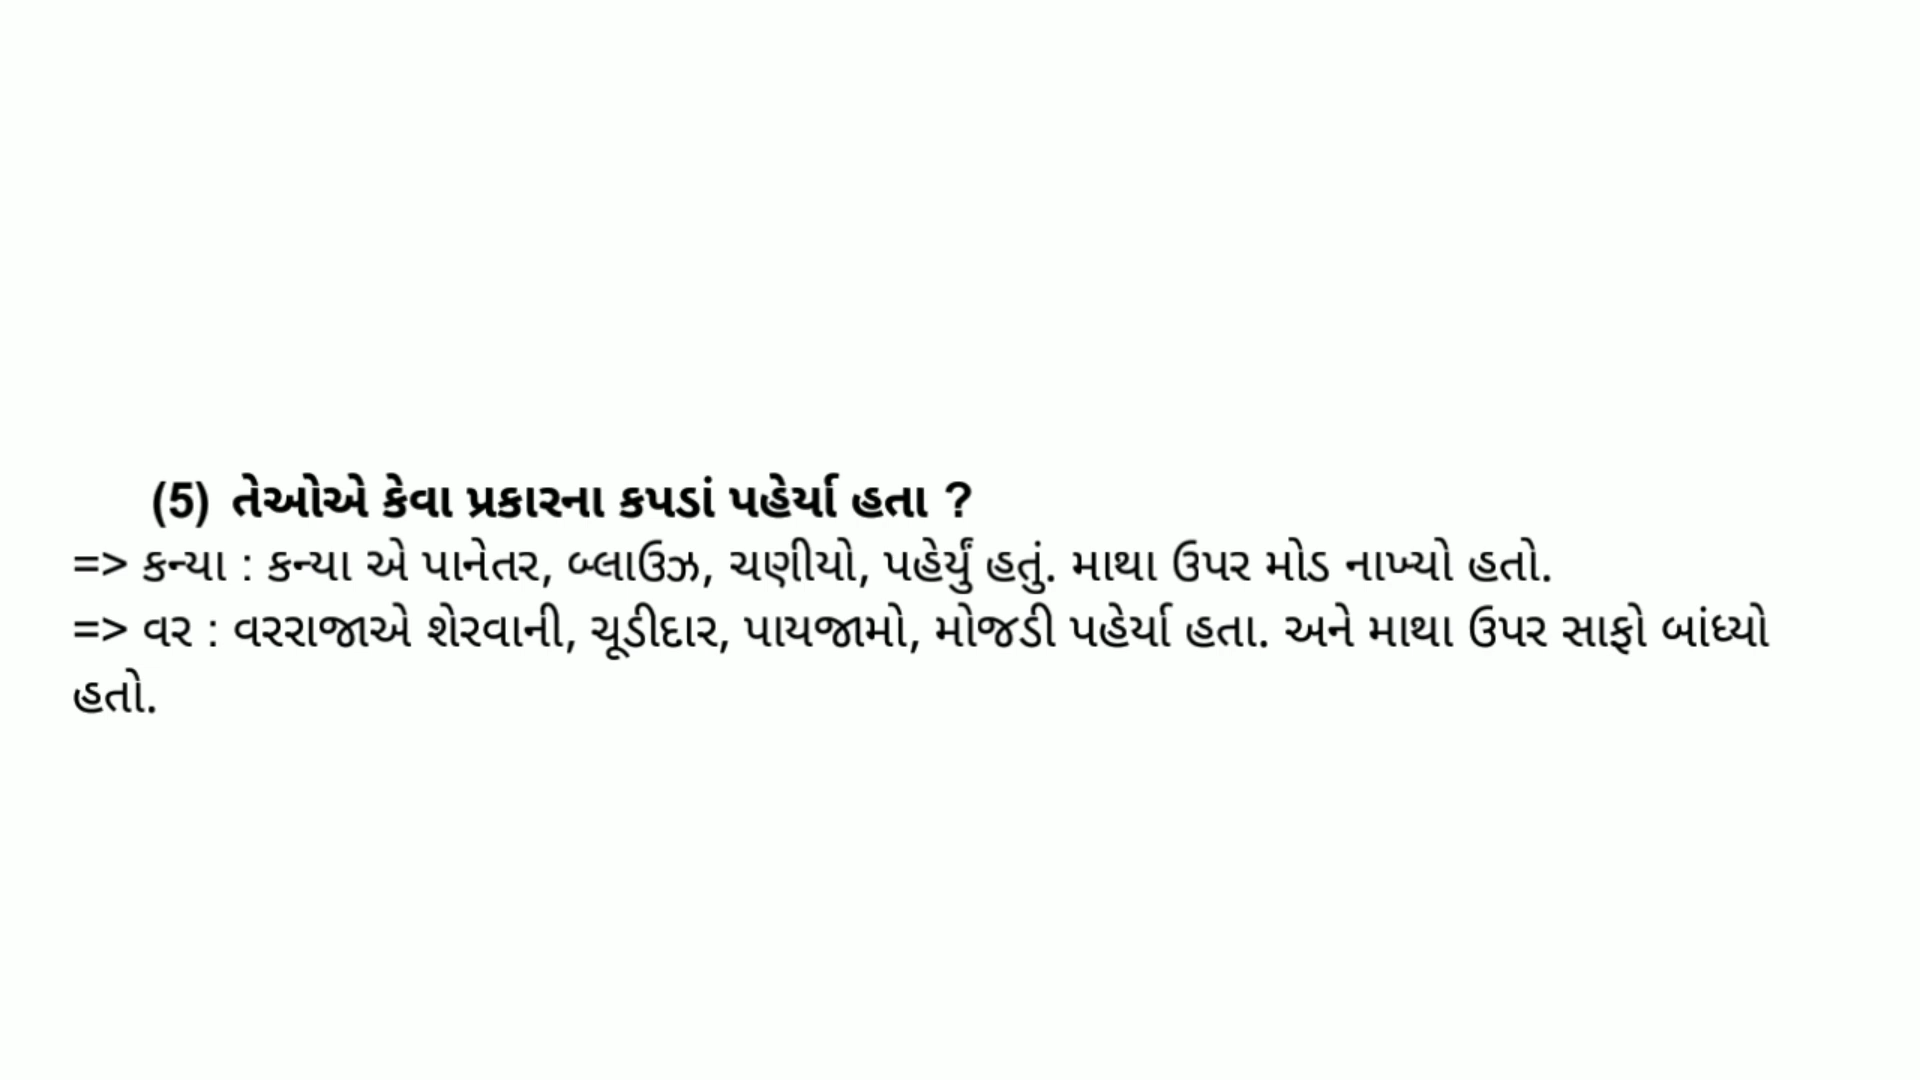 (5) તેઓએ કેવા પ્રકારના કપડાં પહેર્યા હતા ?
=> કન્યા : કન્યા એ પાનેતર, બ્લાઉઝ, ચણીયો, પહેર્યું હતું. માથા ઉપર મોડ નાખ્યો હતો.
=> વર : વરરાજાએ શેરવાની, ચૂડીદાર, પાયજામો, મોજડી પહેર્યા હતા. અને માથા ઉપર સાફો બાંધ્યો
હતો.